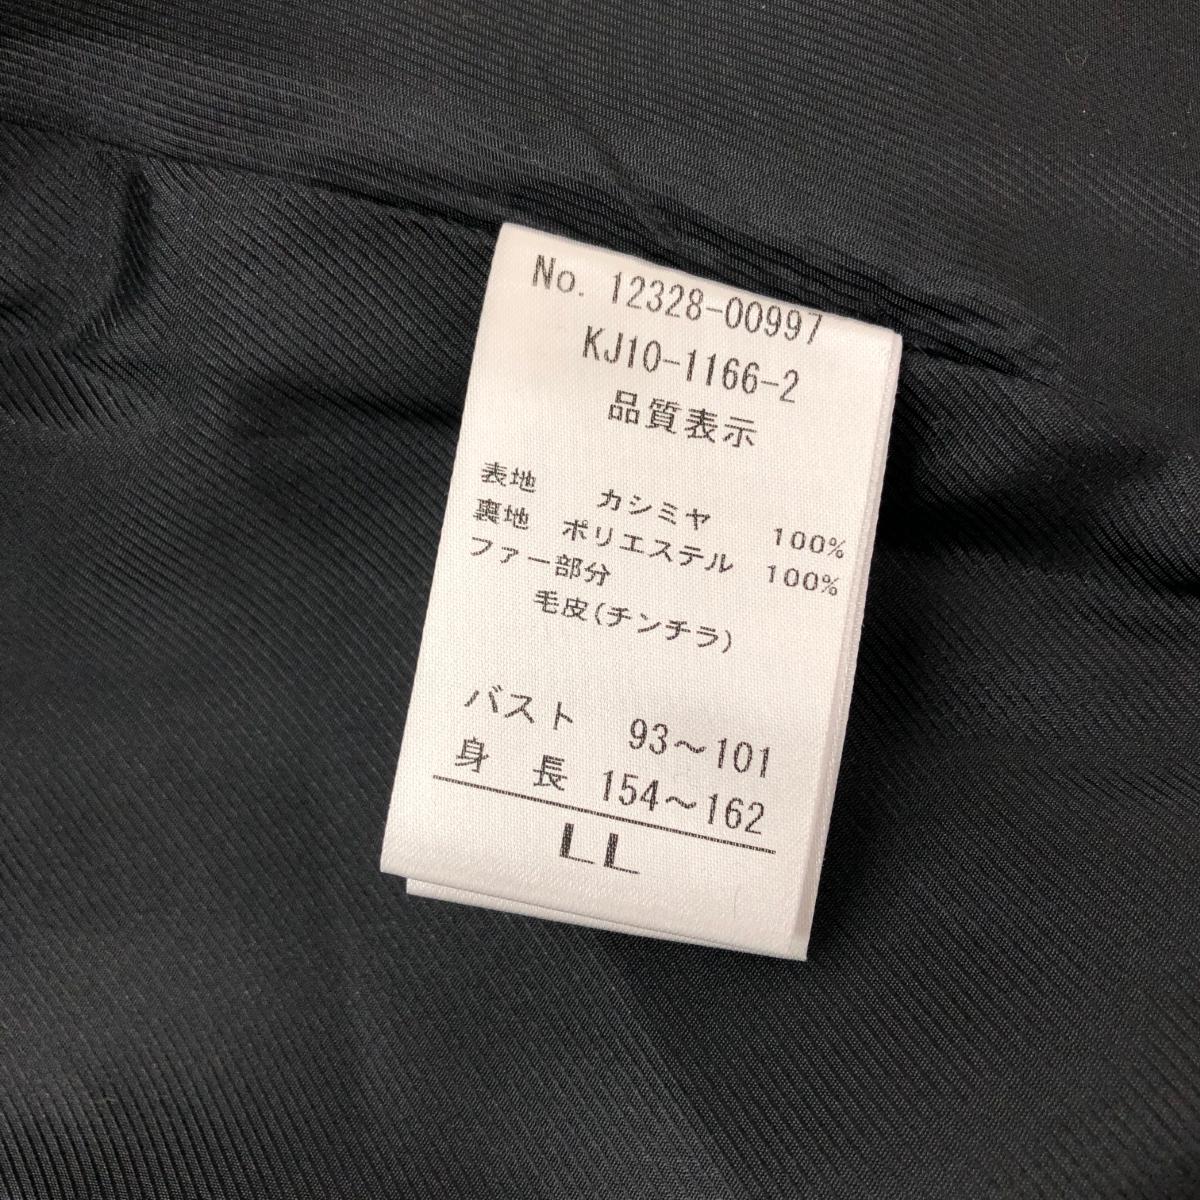 No. 12328-00997
KJ10-1166-2
品質表示
表地 カシミヤ 100%
裏地 ポリエステル 100%
ファー部分
毛皮(チンチラ)
バスト 93～101
身 長 154～162
LL